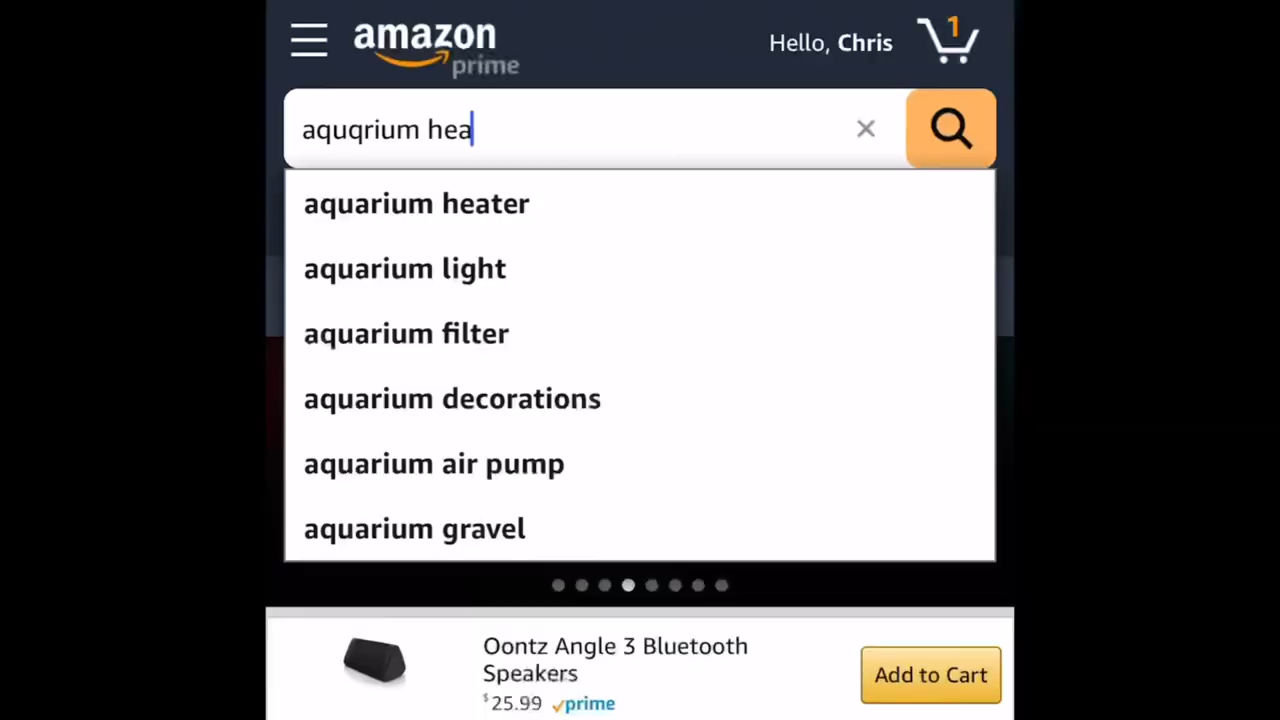 amazon
prime
Hello, Chris
1
aquqrium hea
aquarium heater
aquarium light
aquarium filter
aquarium decorations
aquarium air pump
aquarium gravel
Oontz Angle 3 Bluetooth
Speakers
$25.99 prime
Add to Cart